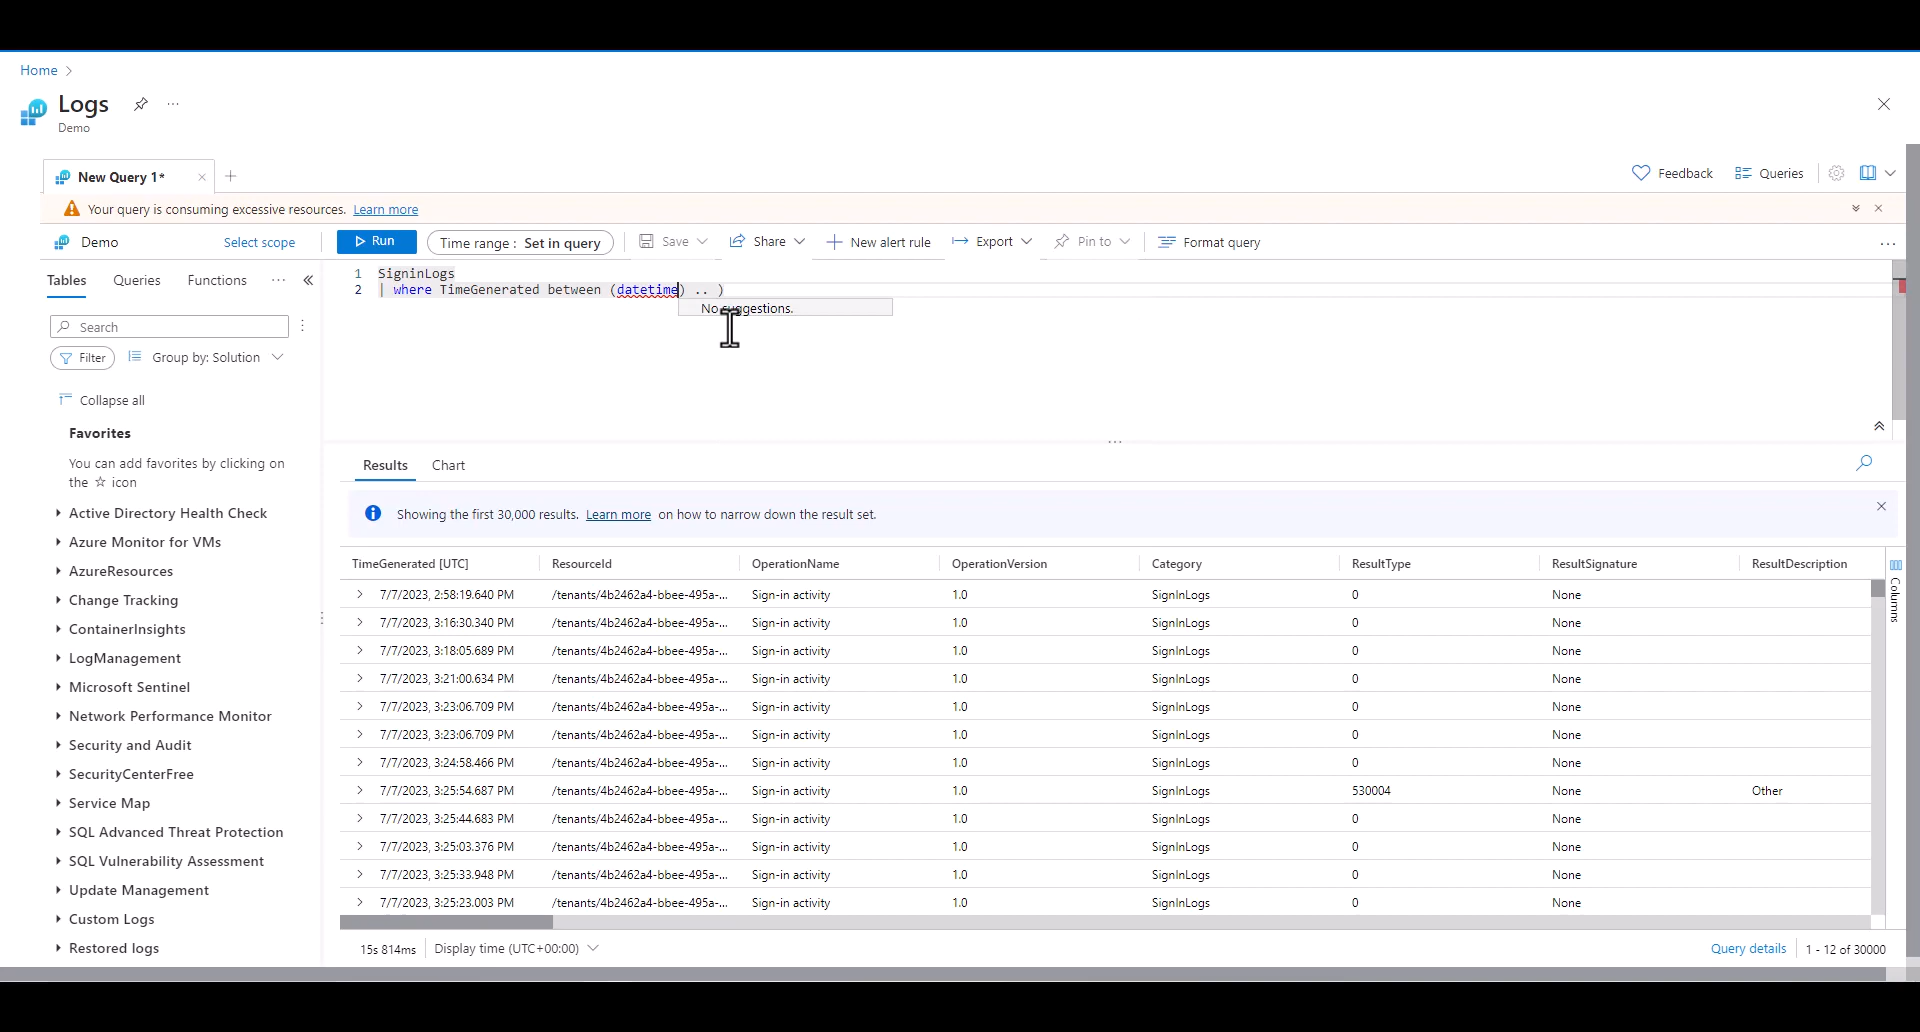 Home
Logs
Demo
New Query 1*
Feedback
Queries
Your query is consuming excessive resources. Learn more
Demo
Select scope
Run
Time range : Set in query
Save
Share
New alert rule
Export
Pin to
Format query
Tables
Queries
Functions
1 SigninLogs
2 | where TimeGenerated between (datetime) .. )
No suggestions.
Search
Filter
Group by: Solution
Collapse all
Favorites
You can add favorites by clicking on
the ☆ icon
Active Directory Health Check
Azure Monitor for VMs
AzureResources
Change Tracking
ContainerInsights
LogManagement
Microsoft Sentinel
Network Performance Monitor
Security and Audit
SecurityCenterFree
Service Map
SQL Advanced Threat Protection
SQL Vulnerability Assessment
Update Management
Custom Logs
Restored logs
Results
Chart
Showing the first 30,000 results. Learn more on how to narrow down the result set.
TimeGenerated [UTC] ResourceId OperationName OperationVersion Category ResultType ResultSignature ResultDescription
7/7/2023, 2:58:19.640 PM /tenants/4b2462a4-bbee-495a-... Sign-in activity 1.0 SignInLogs 0 None
7/7/2023, 3:16:30.340 PM /tenants/4b2462a4-bbee-495a-... Sign-in activity 1.0 SignInLogs 0 None
7/7/2023, 3:18:05.689 PM /tenants/4b2462a4-bbee-495a-... Sign-in activity 1.0 SignInLogs 0 None
7/7/2023, 3:21:00.634 PM /tenants/4b2462a4-bbee-495a-... Sign-in activity 1.0 SignInLogs 0 None
7/7/2023, 3:23:06.709 PM /tenants/4b2462a4-bbee-495a-... Sign-in activity 1.0 SignInLogs 0 None
7/7/2023, 3:23:06.709 PM /tenants/4b2462a4-bbee-495a-... Sign-in activity 1.0 SignInLogs 0 None
7/7/2023, 3:24:58.466 PM /tenants/4b2462a4-bbee-495a-... Sign-in activity 1.0 SignInLogs 0 None
7/7/2023, 3:25:54.687 PM /tenants/4b2462a4-bbee-495a-... Sign-in activity 1.0 SignInLogs 530004 None Other
7/7/2023, 3:25:44.683 PM /tenants/4b2462a4-bbee-495a-... Sign-in activity 1.0 SignInLogs 0 None
7/7/2023, 3:25:03.376 PM /tenants/4b2462a4-bbee-495a-... Sign-in activity 1.0 SignInLogs 0 None
7/7/2023, 3:25:33.948 PM /tenants/4b2462a4-bbee-495a-... Sign-in activity 1.0 SignInLogs 0 None
7/7/2023, 3:25:23.003 PM /tenants/4b2462a4-bbee-495a-... Sign-in activity 1.0 SignInLogs 0 None
Columns
15s 814ms
Display time (UTC+00:00)
Query details
1 - 12 of 30000